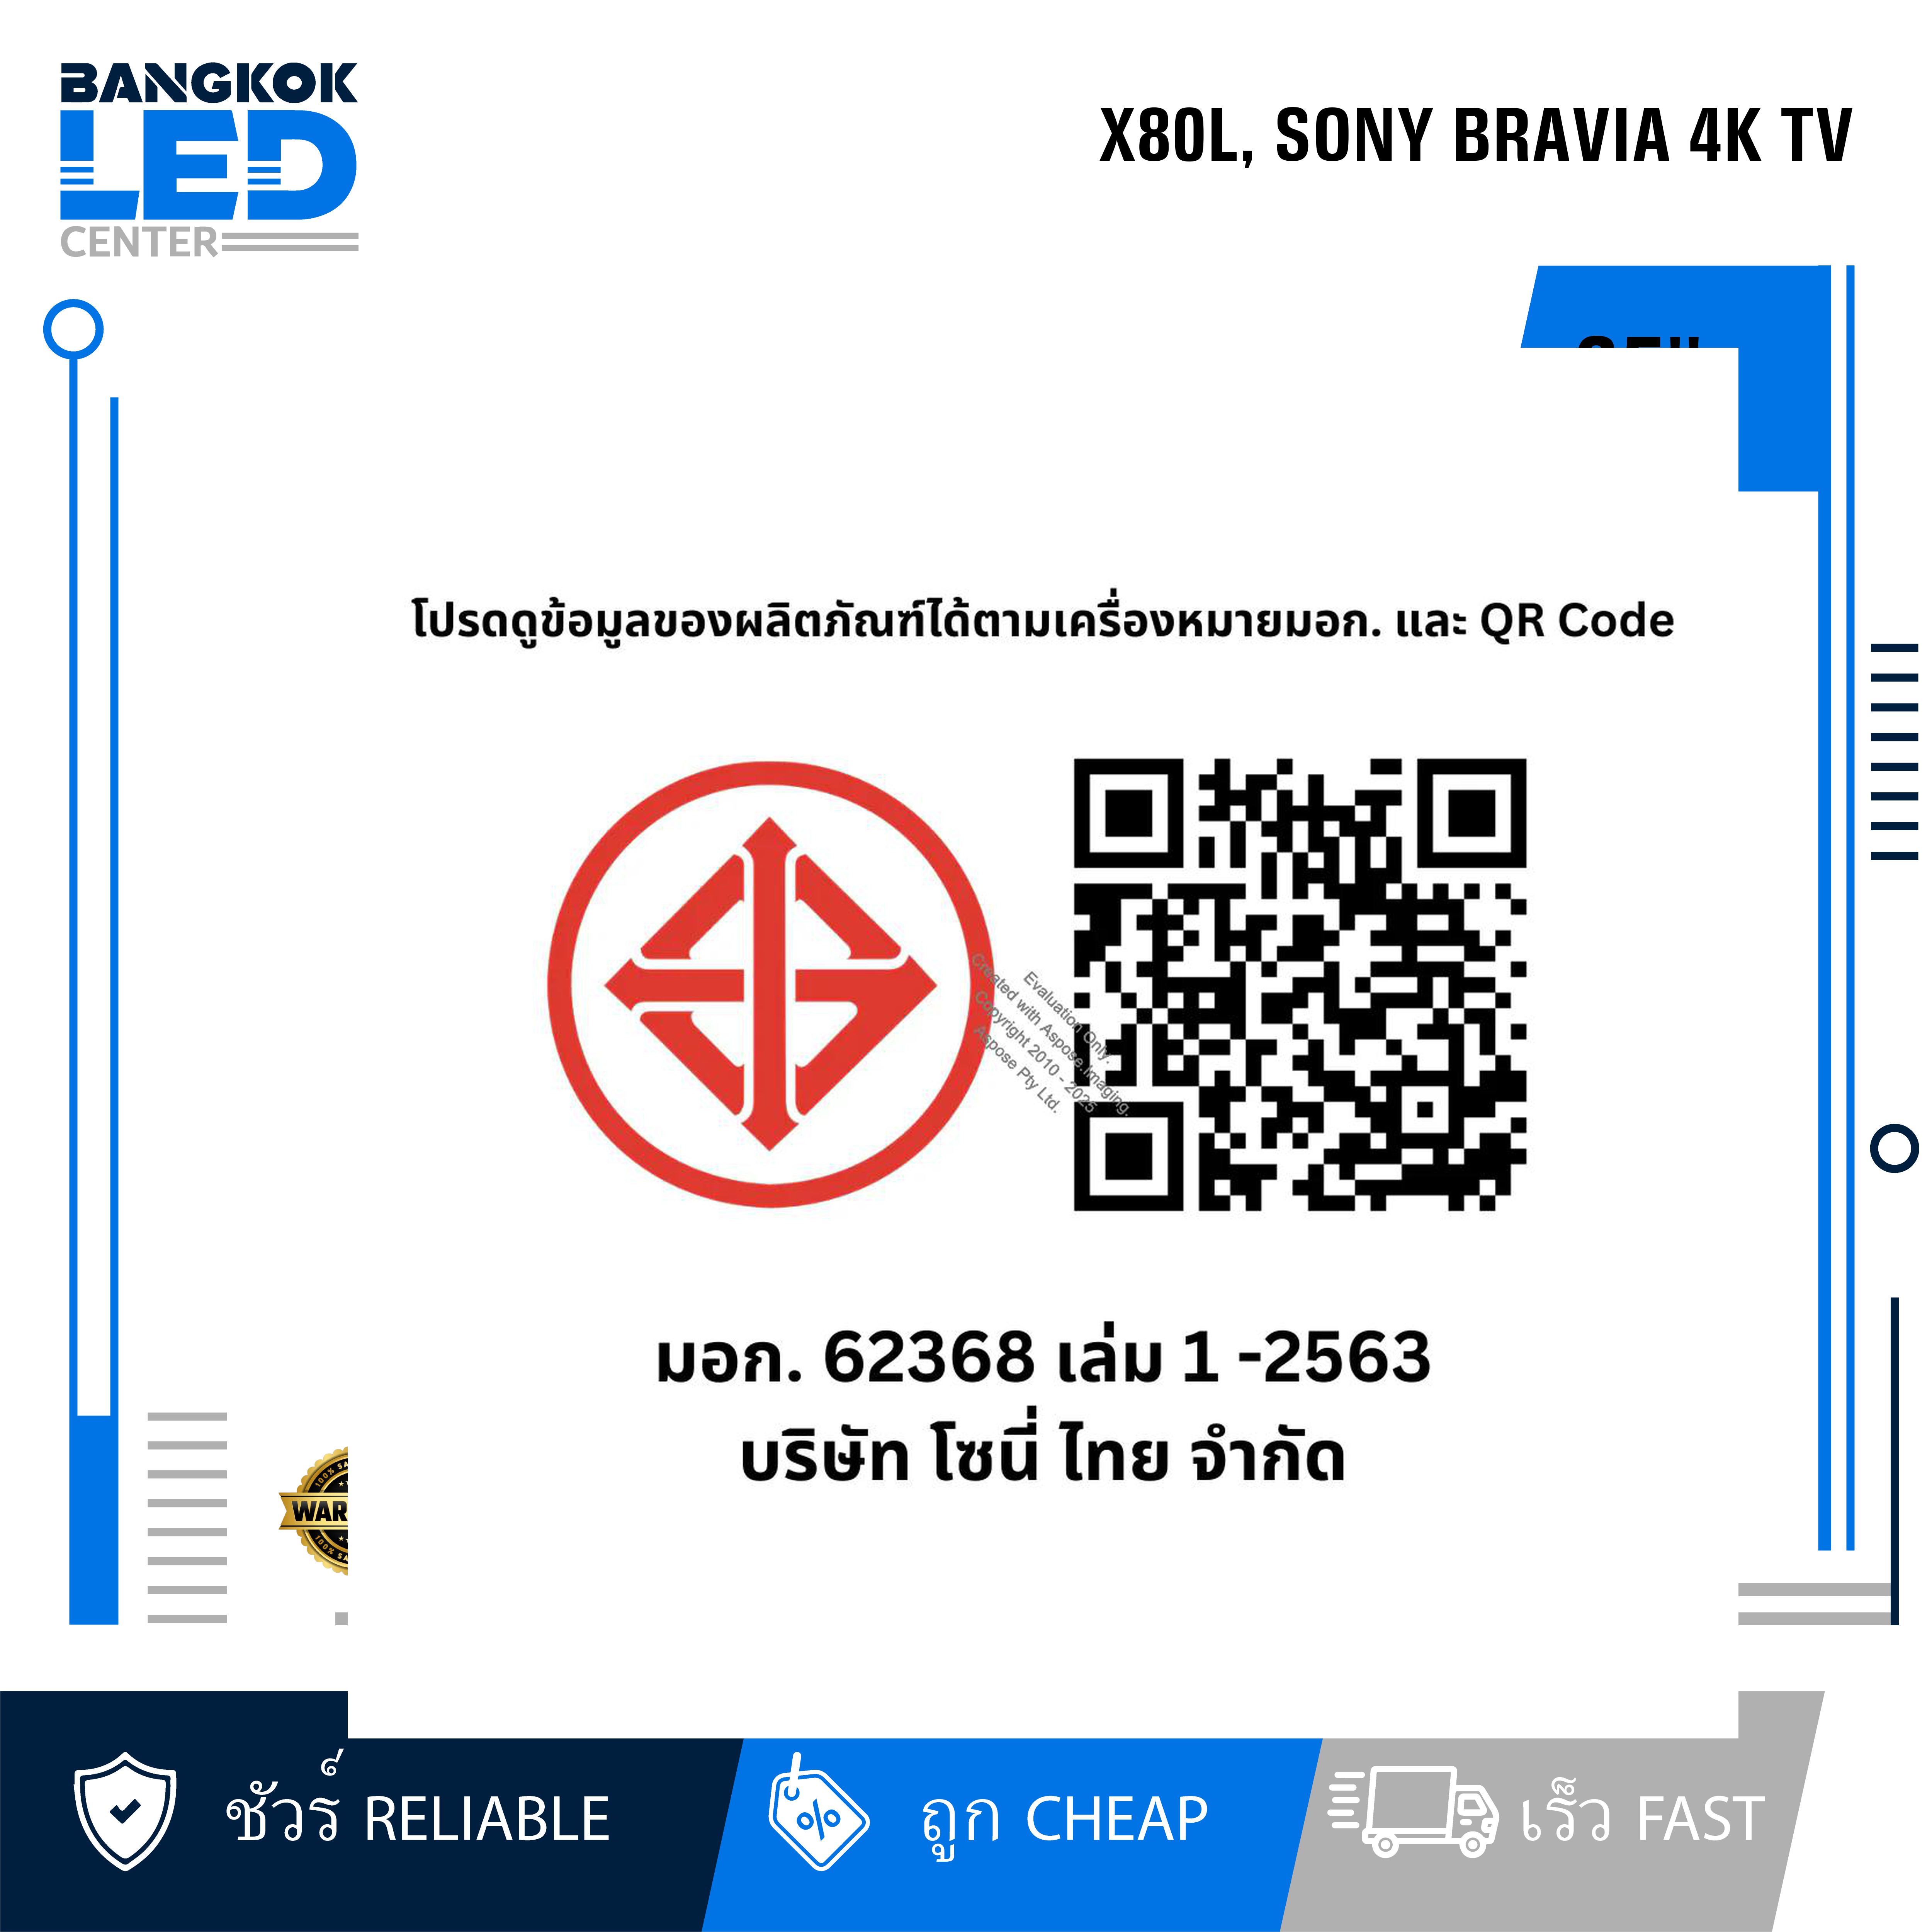 BANGKOK
LED
CENTER
X80L, SONY BRAVIA 4K TV
โปรดดูข้อมูลของผลิตภัณฑ์ได้ตามเครื่องหมายมอก. และ QR Code
Evaluation Only.
Created with Aspose.Imaging.
Copyright 2010 - 2025
Aspose Pty Ltd.
มอก. 62368 เล่ม 1 -2563
บริษัท โซนี่ ไทย จำกัด
ชัวร์ RELIABLE
ถูก CHEAP
เร็ว FAST